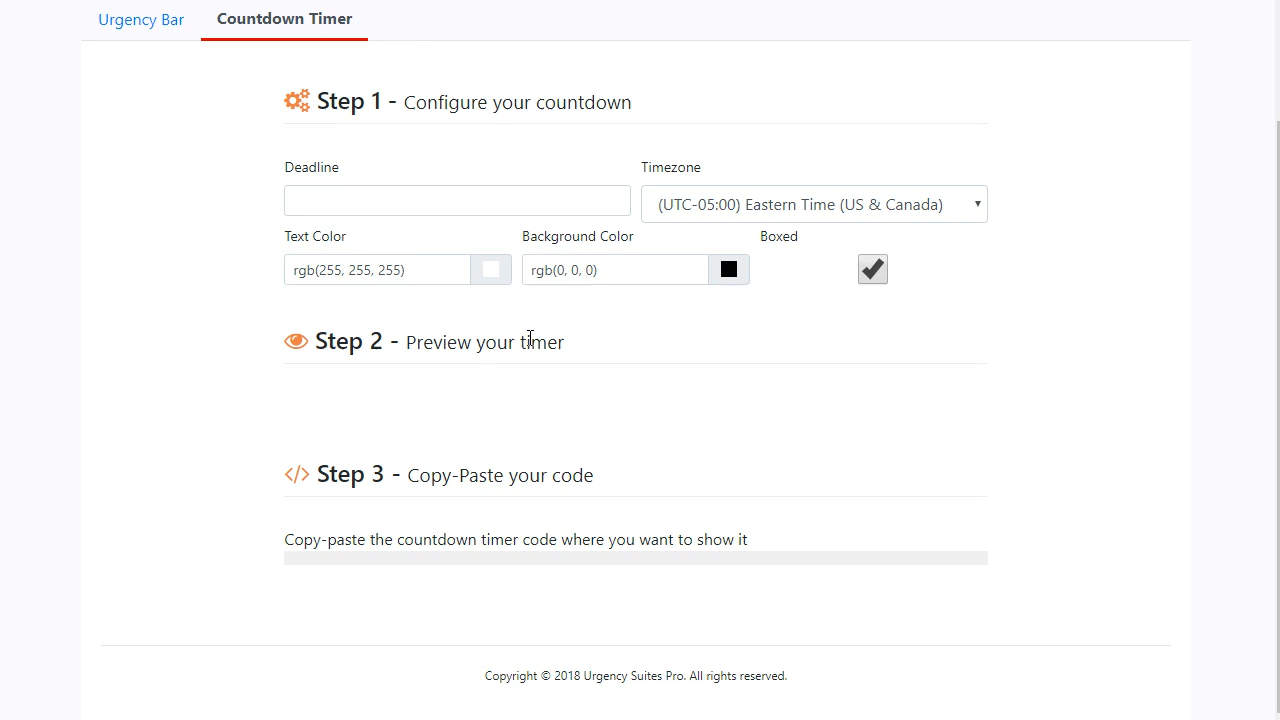 Urgency Bar Countdown Timer
Step 1 - Configure your countdown
Deadline Timezone
(UTC-05:00) Eastern Time (US & Canada)
Text Color Background Color Boxed
rgb(255, 255, 255) rgb(0, 0, 0)
Step 2 - Preview your timer
</> Step 3 - Copy-Paste your code
Copy-paste the countdown timer code where you want to show it
Copyright © 2018 Urgency Suites Pro. All rights reserved.